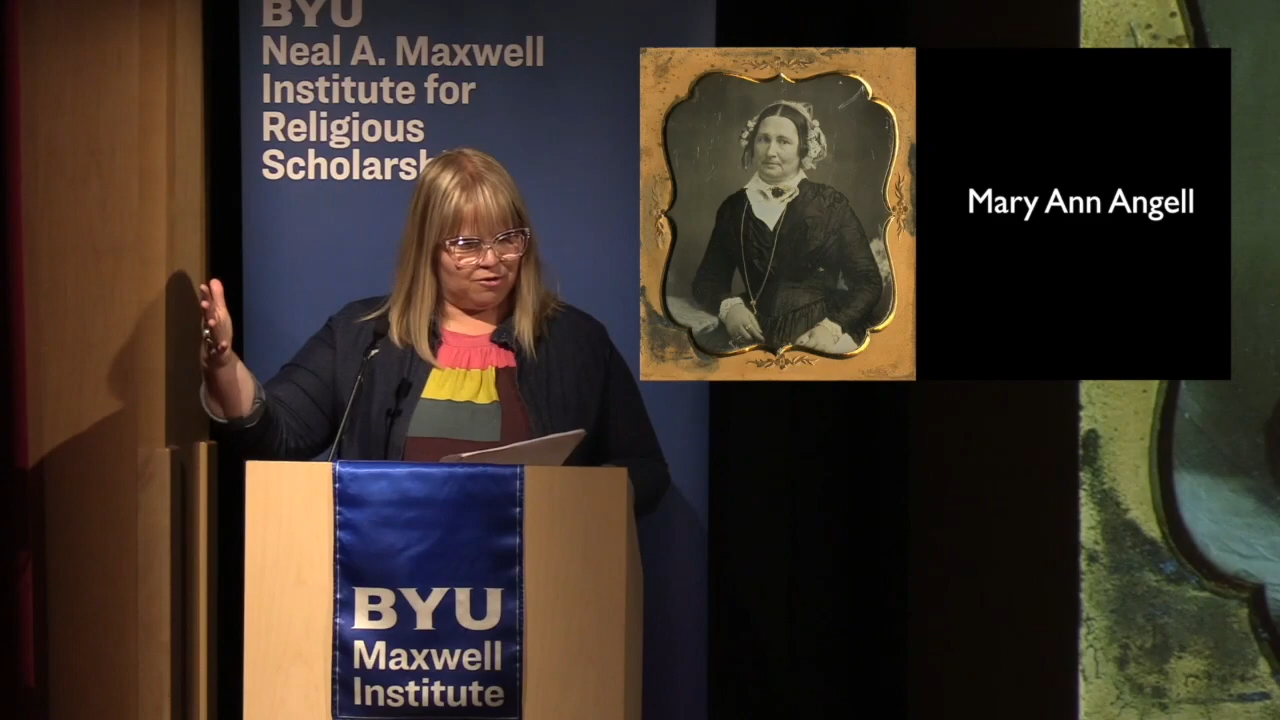 BYU
Neal A. Maxwell
Institute for
Religious
Mary Ann Angell
BYU
Maxwell
Institute